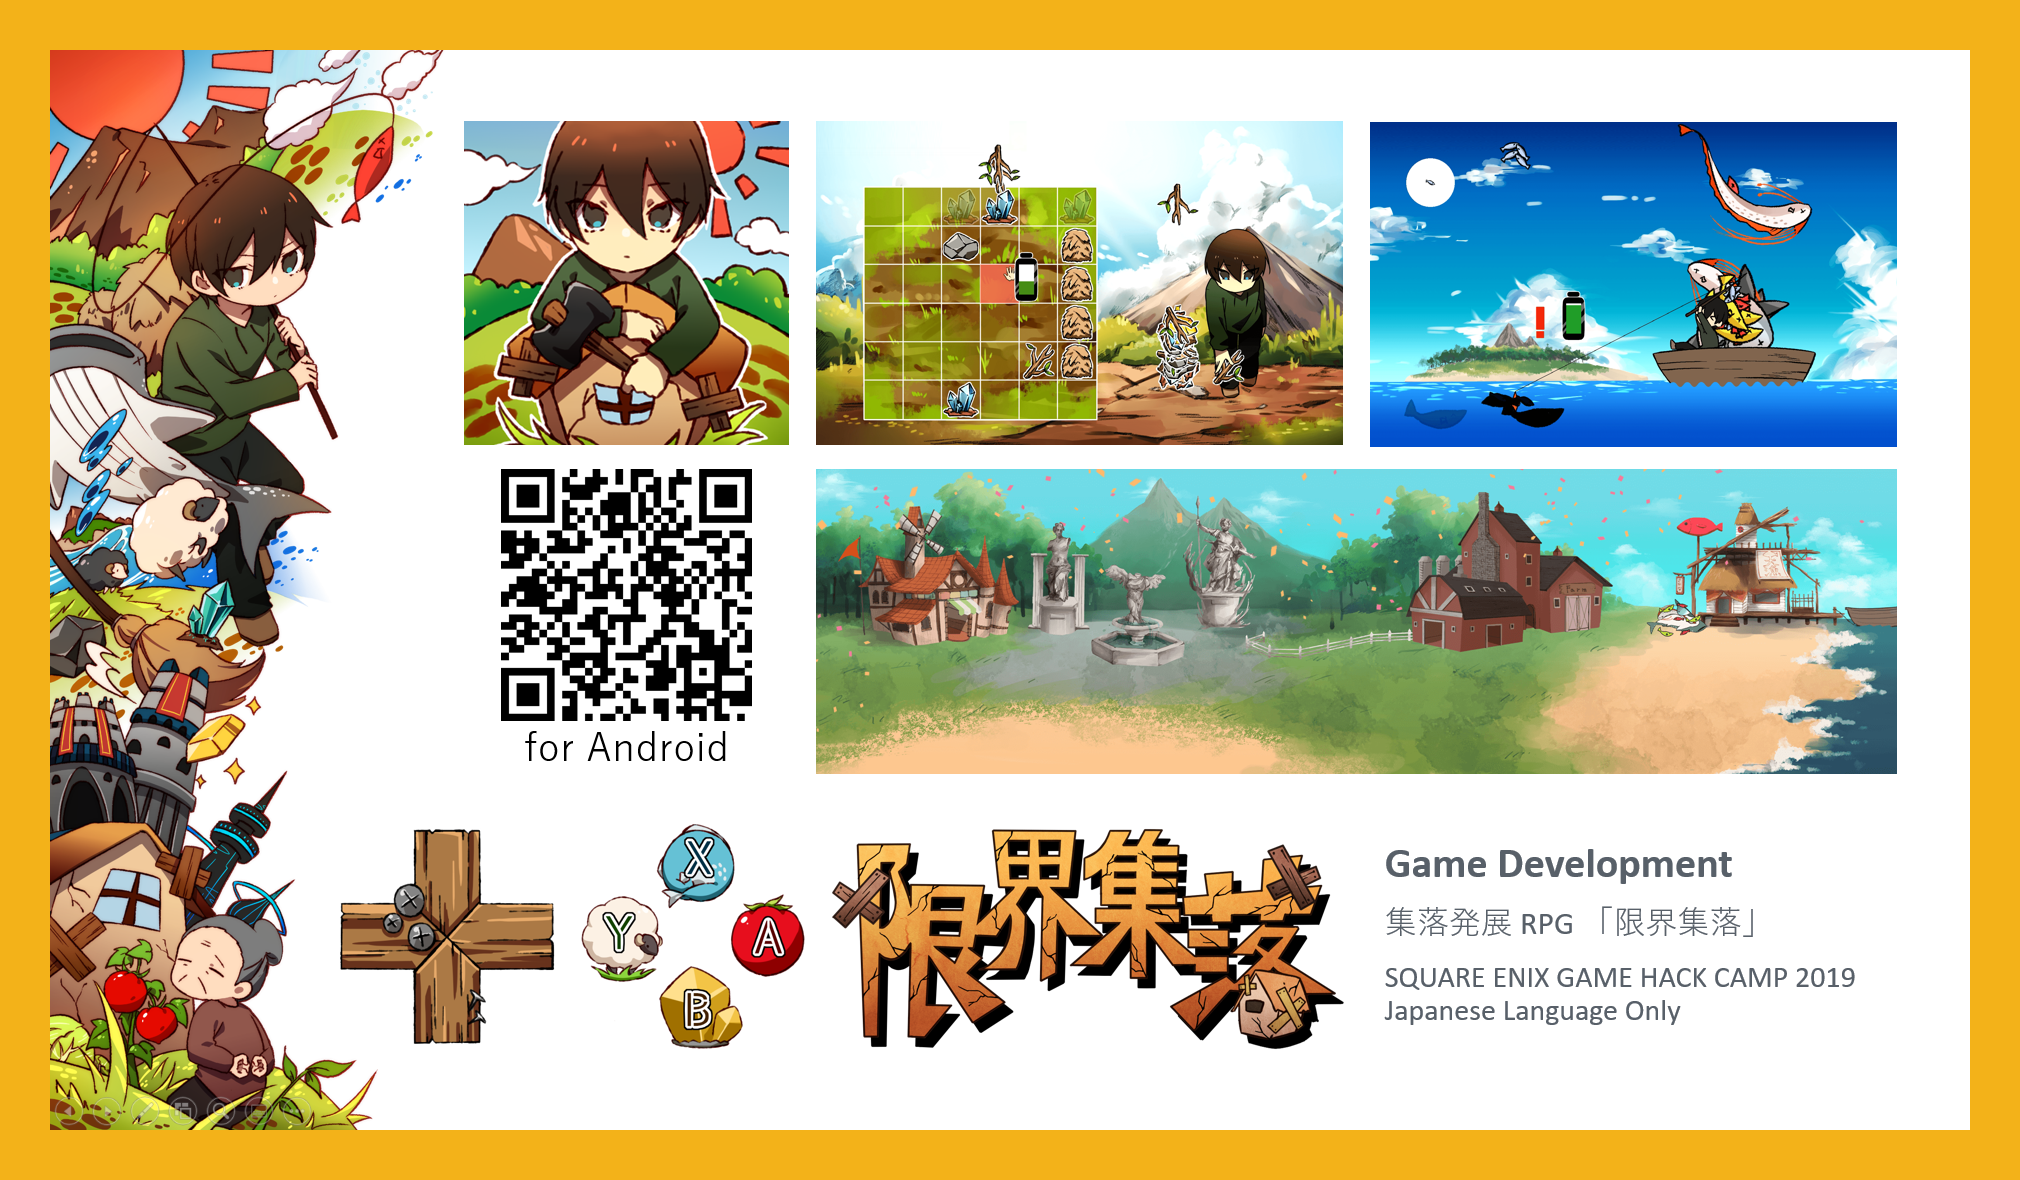 Farm
for Android
X
Y
A
B
限界集落
Game Development
集落発展 RPG 「限界集落」
SQUARE ENIX GAME HACK CAMP 2019
Japanese Language Only